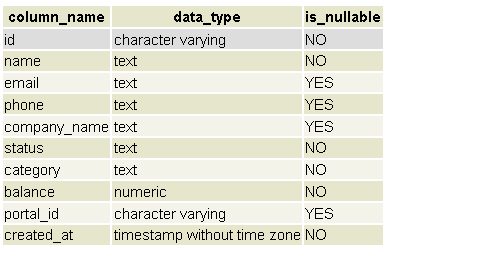 column_name data_type is_nullable
id character varying NO
name text NO
email text YES
phone text YES
company_name text YES
status text NO
category text NO
balance numeric NO
portal_id character varying YES
created_at timestamp without time zone NO